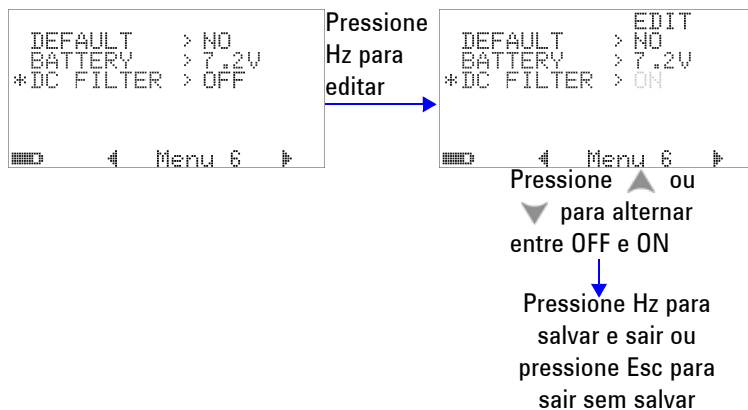 DEFAULT > NO
BATTERY > 7.2V
*DC FILTER > OFF
Menu 6
Pressione
Hz para
editar
EDIT
DEFAULT > NO
BATTERY > 7.2V
*DC FILTER > ON
Menu 6
Pressione ou
para alternar
entre OFF e ON
Pressione Hz para
salvar e sair ou
pressione Esc para
sair sem salvar